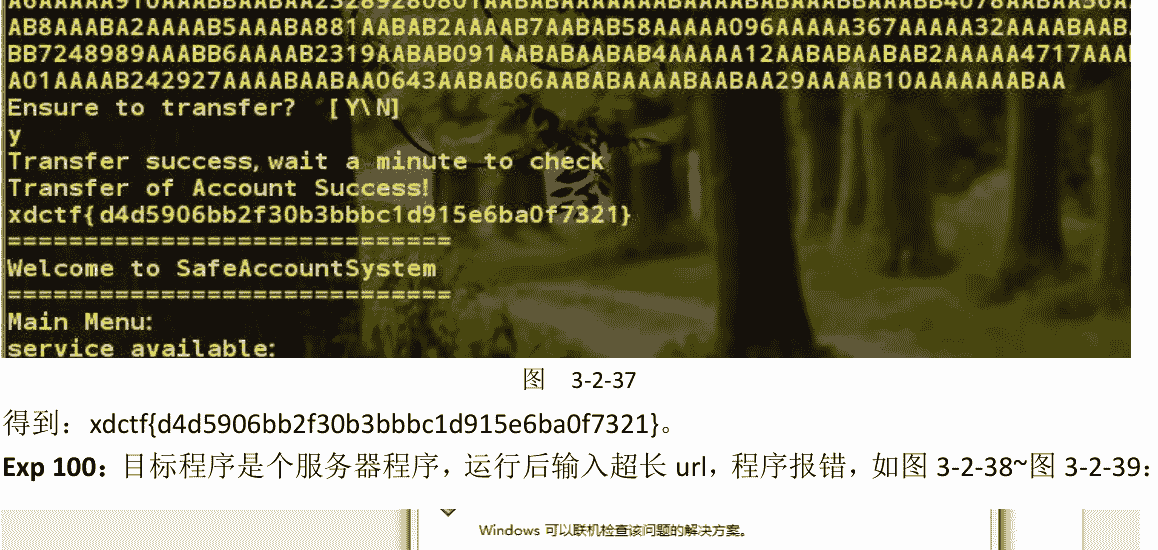 AB8AAABA2AAAAB5AAABA881AABAB2AAAAB7AABAB58AAAAA096AAAAA367AAAAA32AAAABAAB
BB7248989AAAABB6AAAAB2319AABAB091AABABAABAB4AAAAA12AABABAABAB2AAAAA4717AAA
A01AAAAB242927AAAABAABAA0643AABAB06AABABAAAABAABAA29AAAAB10AAAAAAABAA
Ensure to transfer? [Y\N]
y
Transfer success,wait a minute to check
Transfer of Account Success!
xdctf{d4d5906bb2f30b3bbbc1d915e6ba0f7321}
=============================
Welcome to SafeAccountSystem
=============================
Main Menu:
service available:
图 3-2-37
得到：xdctf{d4d5906bb2f30b3bbbc1d915e6ba0f7321}。
Exp 100：目标程序是个服务器程序，运行后输入超长 url，程序报错，如图 3-2-38~图 3-2-39：
Windows 可以联机检查该问题的解决方案。